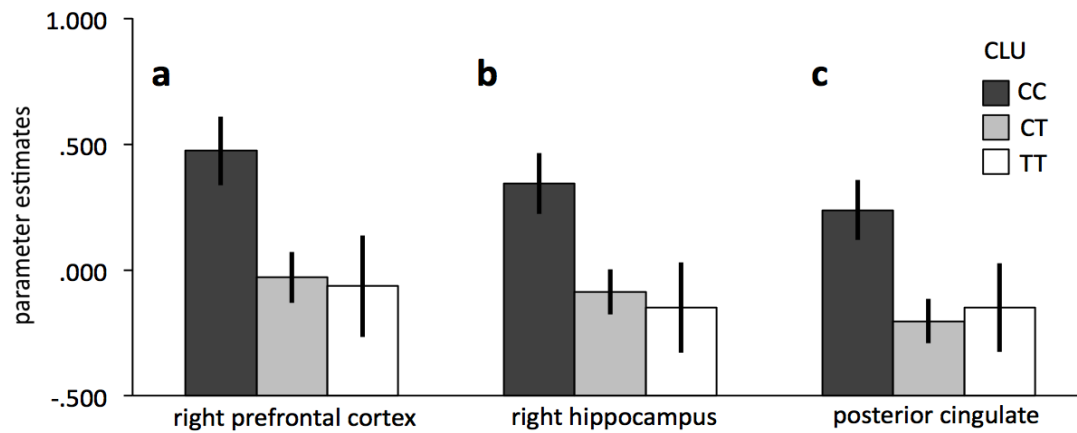 1.000
.500
.000
-.500
parameter estimates
a
b
c
CLU
CC
CT
TT
right prefrontal cortex
right hippocampus
posterior cingulate